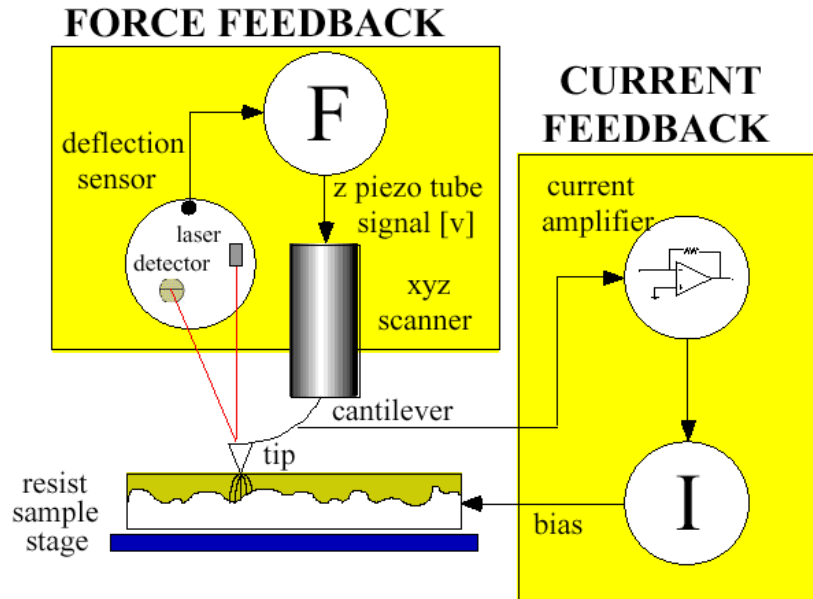 FORCE FEEDBACK
F
deflection
sensor
z piezo tube
signal [v]
laser
detector
xyz
scanner
cantilever
tip
resist
sample
stage
CURRENT
FEEDBACK
current
amplifier
I
bias